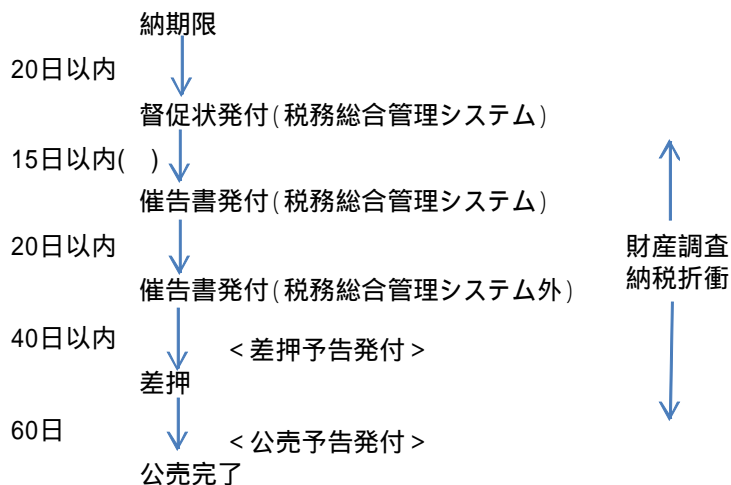 納期限
20日以内
督促状発付(税務総合管理システム)
15日以内(　)
催告書発付(税務総合管理システム)
20日以内
催告書発付(税務総合管理システム外)
財産調査
納税折衝
40日以内
<差押予告発付>
差押
60日
<公売予告発付>
公売完了